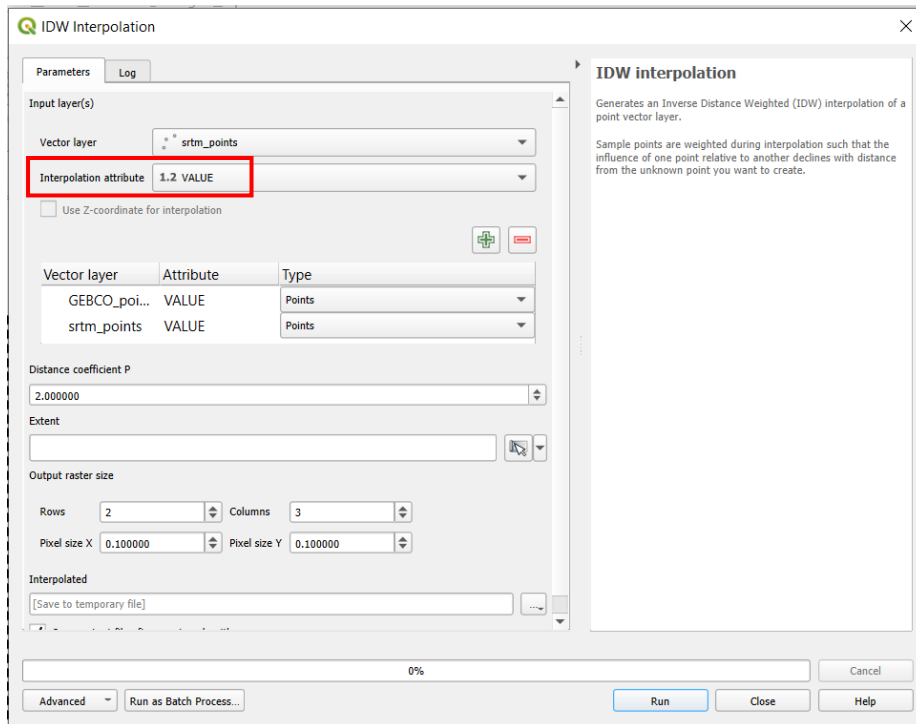 IDW Interpolation
Parameters
Log
Input layer(s)
Vector layer
srtm_points
Interpolation attribute
1.2 VALUE
Use Z-coordinate for interpolation
Vector layer Attribute Type
GEBCO_poi... VALUE Points
srtm_points VALUE Points
Distance coefficient P
2.000000
Extent
Output raster size
Rows 2 Columns 3
Pixel size X 0.100000 Pixel size Y 0.100000
Interpolated
[Save to temporary file]
...
0%
Cancel
Advanced
Run as Batch Process...
Run
Close
Help
IDW interpolation
Generates an Inverse Distance Weighted (IDW) interpolation of a
point vector layer.
Sample points are weighted during interpolation such that the
influence of one point relative to another declines with distance
from the unknown point you want to create.